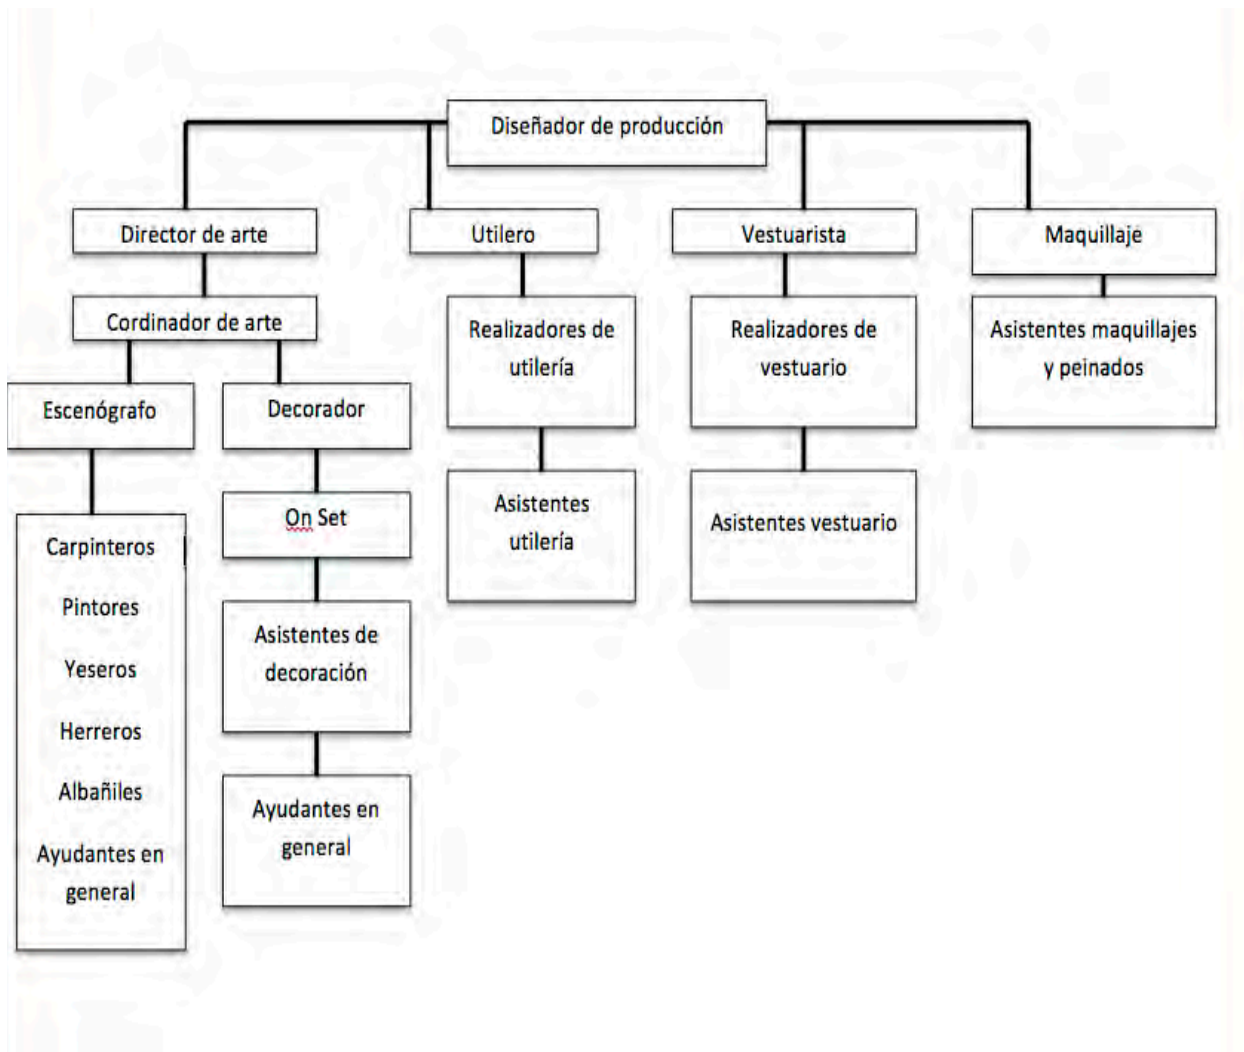 Diseñador de producción
Director de arte
Utilero
Vestuarista
Maquillaje
Cordinador de arte
Realizadores de
utilería
Realizadores de
vestuario
Asistentes maquillajes
y peinados
Escenógrafo
Decorador
On Set
Asistentes
utilería
Asistentes vestuario
Carpinteros
Pintores
Yeseros
Herreros
Albañiles
Ayudantes en
general
Asistentes de
decoración
Ayudantes en
general